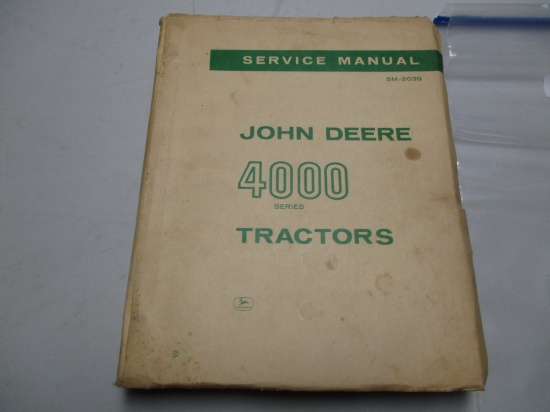 SERVICE MANUAL
SM-2039
JOHN DEERE
4000
SERIES
TRACTORS